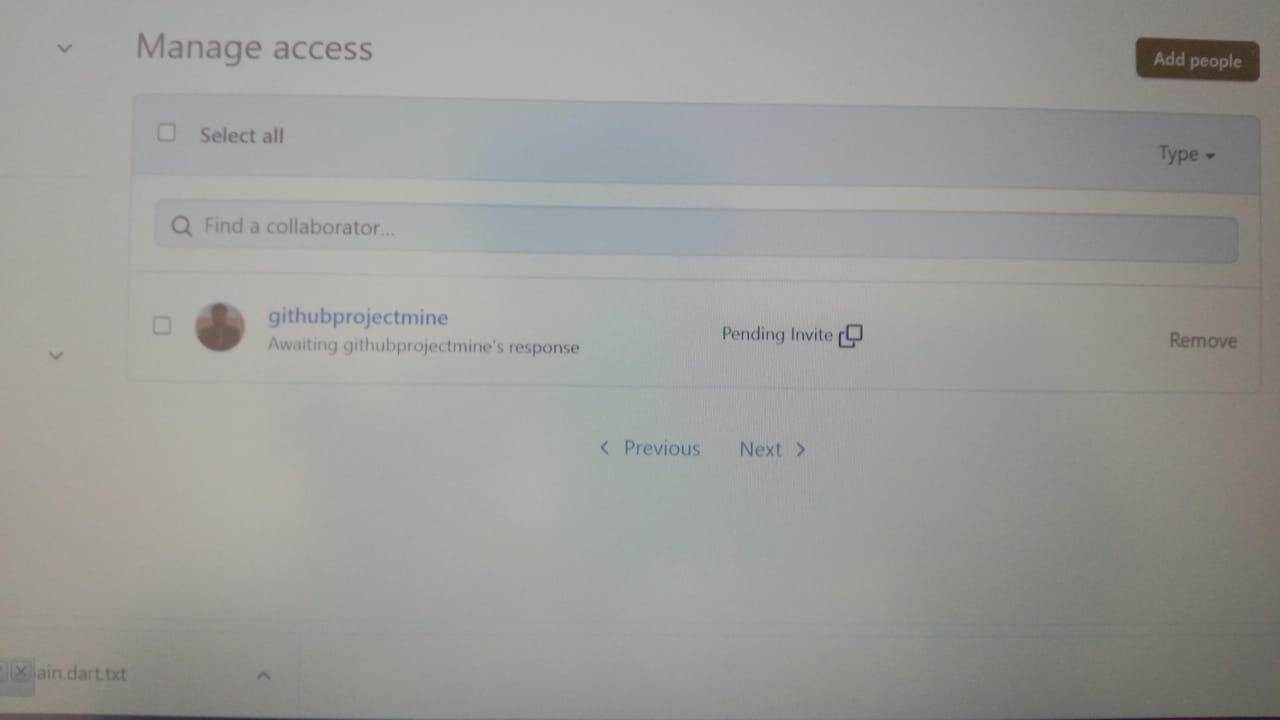 Manage access
Add people
Select all
Type
Find a collaborator...
githubprojectmine
Awaiting githubprojectmine's response
Pending Invite
Remove
Previous
Next
ain.dart.txt